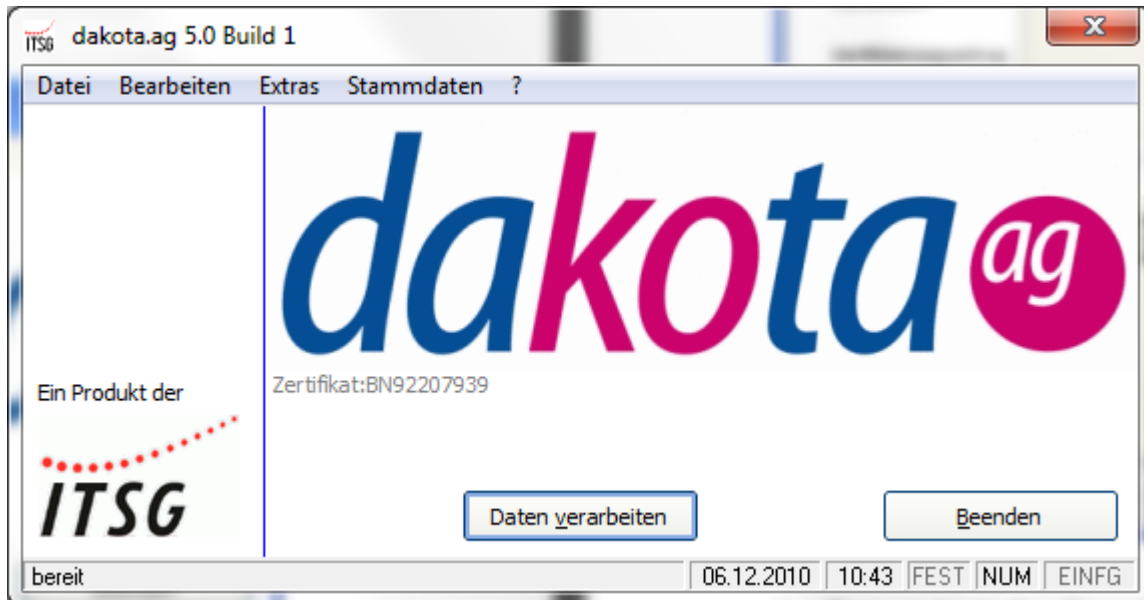 ITSG dakota.ag 5.0 Build 1
Datei Bearbeiten Extras Stammdaten ?
dakota ag
Zertifikat:BN92207939
Ein Produkt der
ITSG
Daten verarbeiten Beenden
bereit 06.12.2010 10:43 FEST NUM EINFG